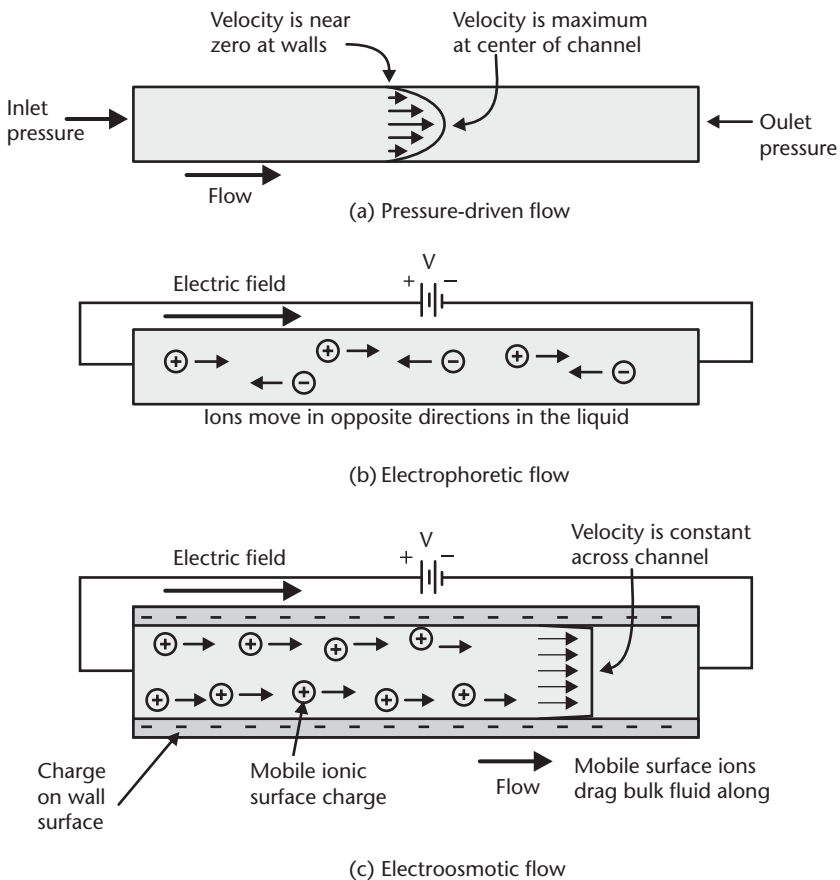 Velocity is near
zero at walls
Velocity is maximum
at center of channel
Inlet
pressure
Oulet
pressure
Flow
(a) Pressure-driven flow
Electric field
V
+ −
+ + − + −
− −
Ions move in opposite directions in the liquid
(b) Electrophoretic flow
Velocity is constant
across channel
Electric field
V
+ −
− − − − − − − − − − − − − − − − −
+ + + +
+ + + + +
− − − − − − − − − − − − − − − − −
Charge
on wall
surface
Mobile ionic
surface charge
Flow
Mobile surface ions
drag bulk fluid along
(c) Electroosmotic flow